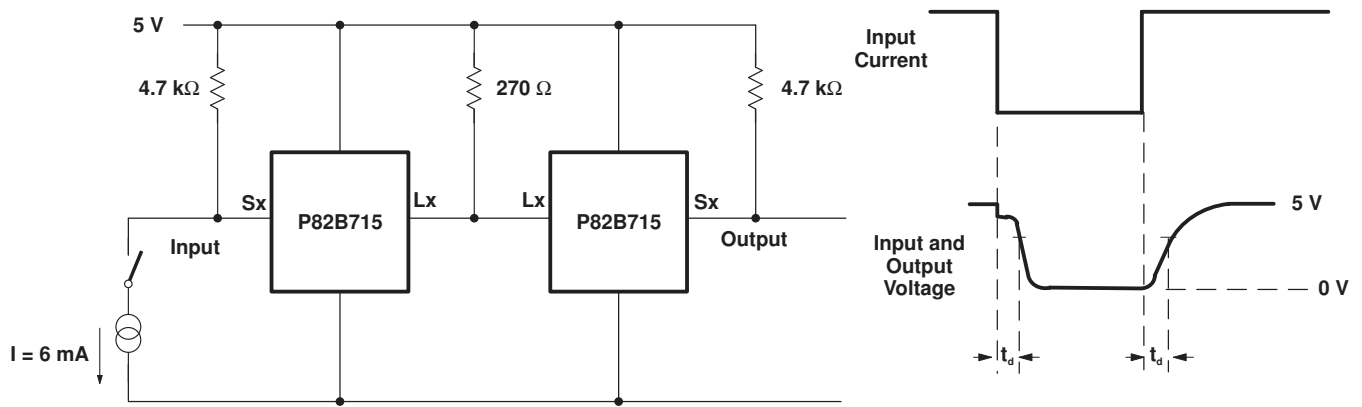 5 V
4.7 kΩ
270 Ω
4.7 kΩ
Sx
P82B715
Lx
Lx
P82B715
Sx
Input
Output
I = 6 mA
Input
Current
Input and
Output
Voltage
5 V
0 V
td
td